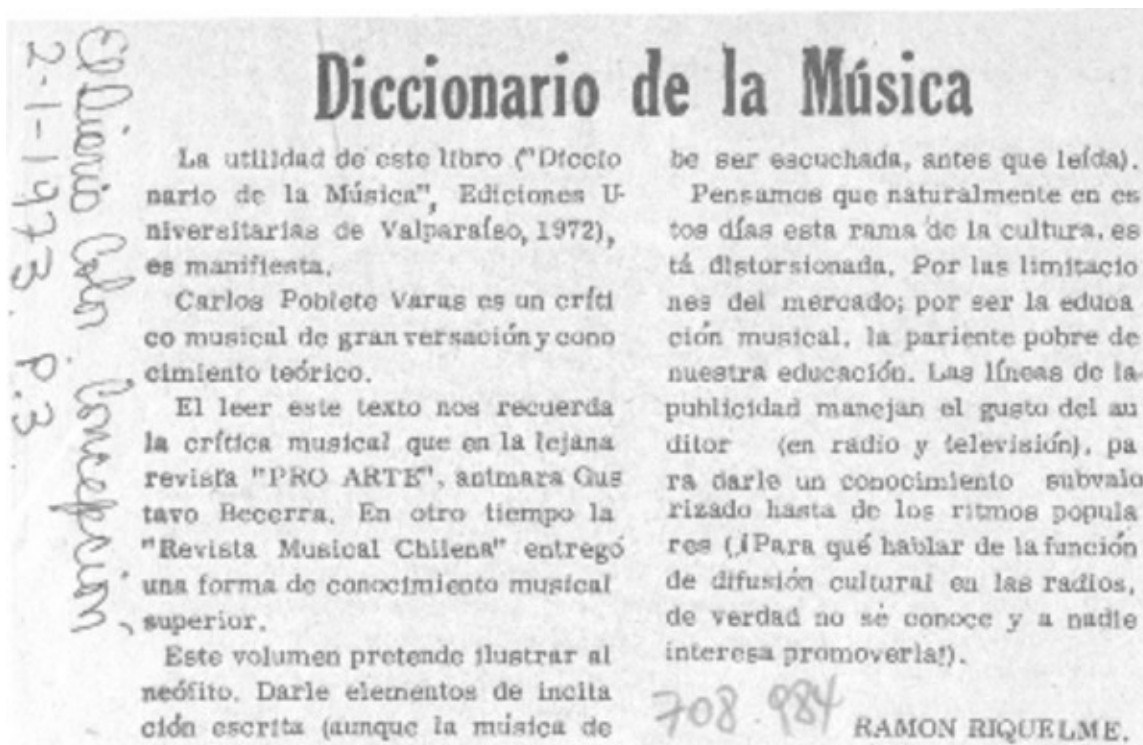 Diccionario de la Música
La utilidad de este libro ("Diccio
nario de la Música", Ediciones U-
niversitarias de Valparaíso, 1972),
es manifiesta.
Carlos Poblete Varas es un críti
co musical de gran versación y cono
cimiento teórico.
El leer este texto nos recuerda
la crítica musical que en la lejana
revista "PRO ARTE", animara Gus
tavo Becerra. En otro tiempo la
"Revista Musical Chilena" entregó
una forma de conocimiento musical
superior.
Este volumen pretende ilustrar al
neófito. Darle elementos de incita
ción escrita (aunque la música de
be ser escuchada, antes que leída).
Pensamos que naturalmente en es
tos días esta rama de la cultura, es
tá distorsionada. Por las limitacio
nes del mercado; por ser la educa
ción musical, la pariente pobre de
nuestra educación. Las líneas de la
publicidad manejan el gusto del au
ditor (en radio y televisión), pa
ra darle un conocimiento subvalo
rizado hasta de los ritmos popula
res (¡Para qué hablar de la función
de difusión cultural en las radios,
de verdad no se conoce y a nadie
interesa promoverla!).
RAMON RIQUELME.
708 984
El Diario Color Concepción,
2-1-1973. P.3